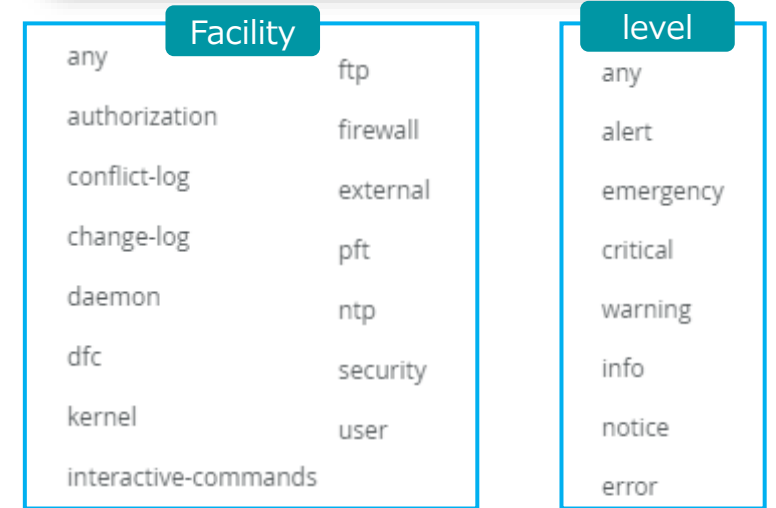 Facility
any
authorization
conflict-log
change-log
daemon
dfc
kernel
interactive-commands
ftp
firewall
external
pft
ntp
security
user
level
any
alert
emergency
critical
warning
info
notice
error